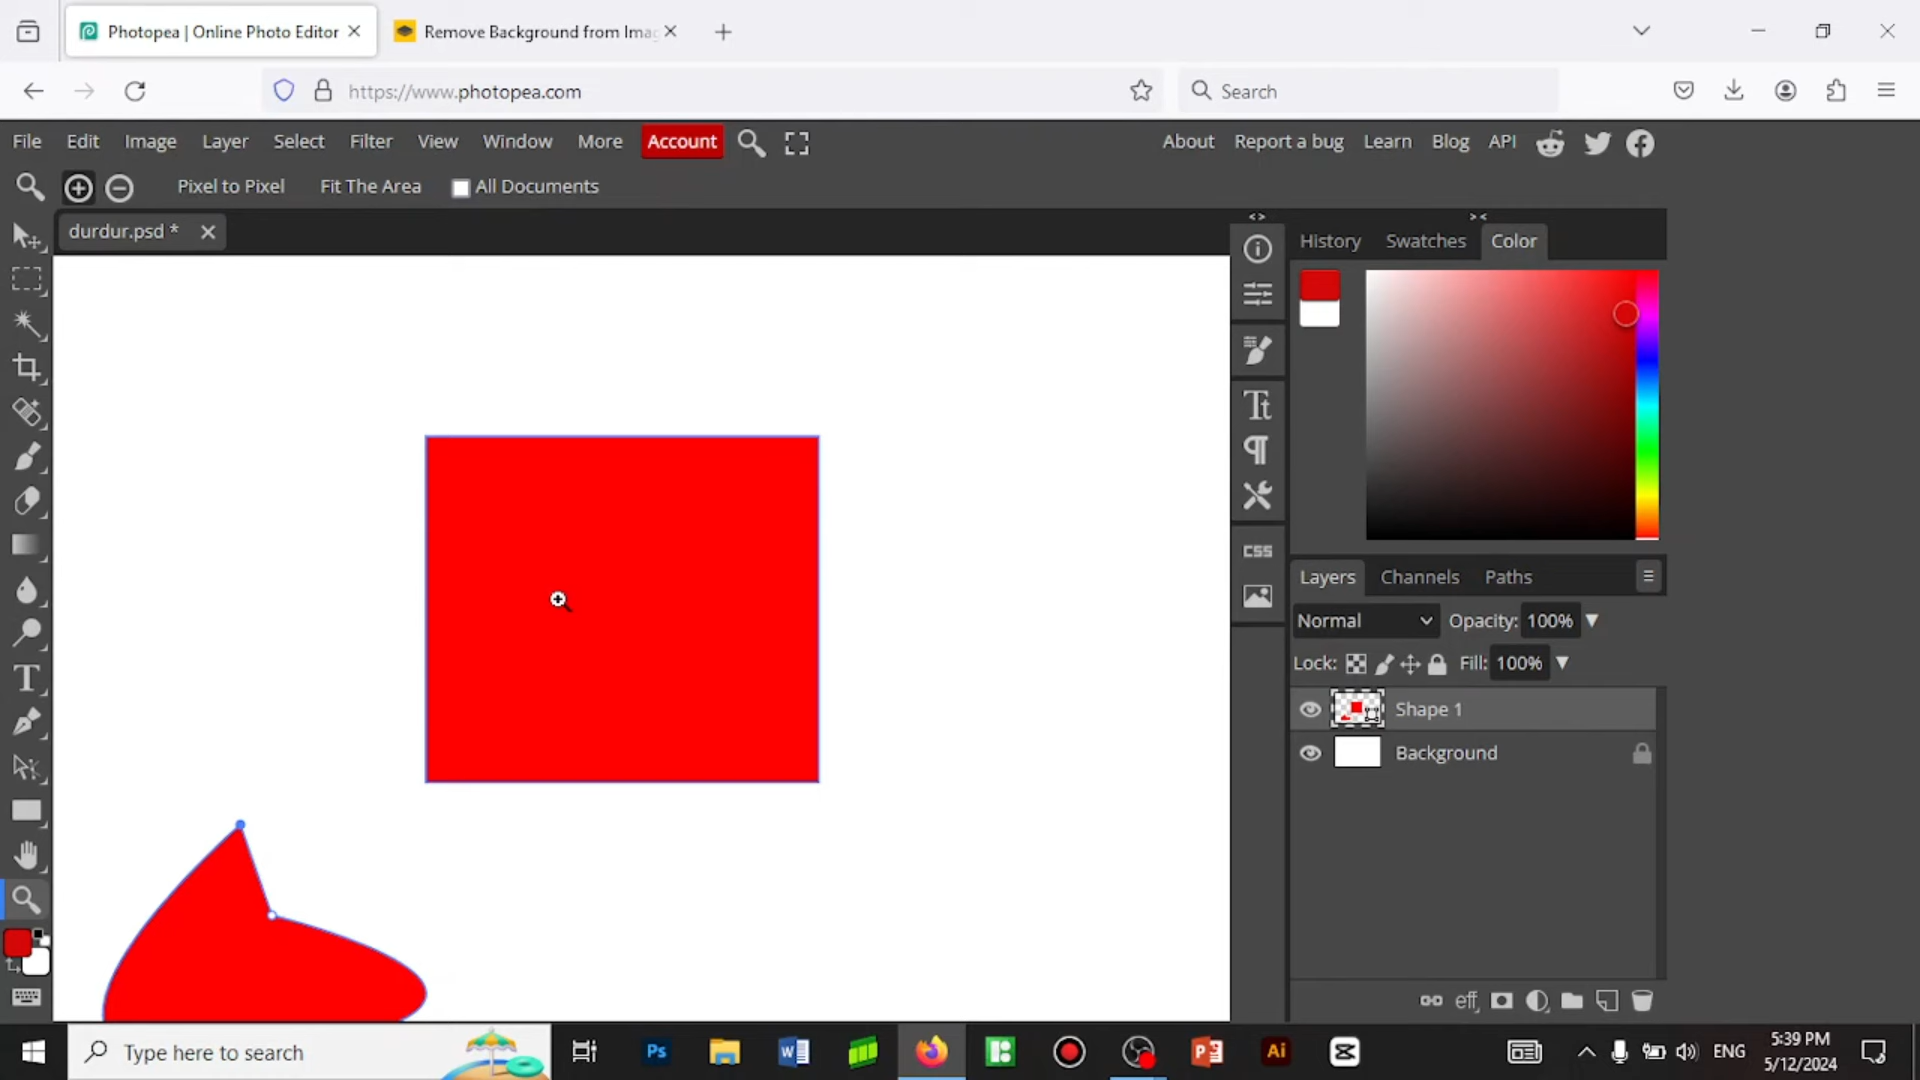 Photopea | Online Photo Editor
Remove Background from Imag
https://www.photopea.com
Search
File Edit Image Layer Select Filter View Window More Account
About Report a bug Learn Blog API
Pixel to Pixel Fit The Area All Documents
durdur.psd *
History Swatches Color
CSS
Layers Channels Paths
Normal Opacity: 100%
Lock: Fill: 100%
Shape 1
Background
eff
Type here to search
Ps
Ai
ENG
5:39 PM
5/12/2024